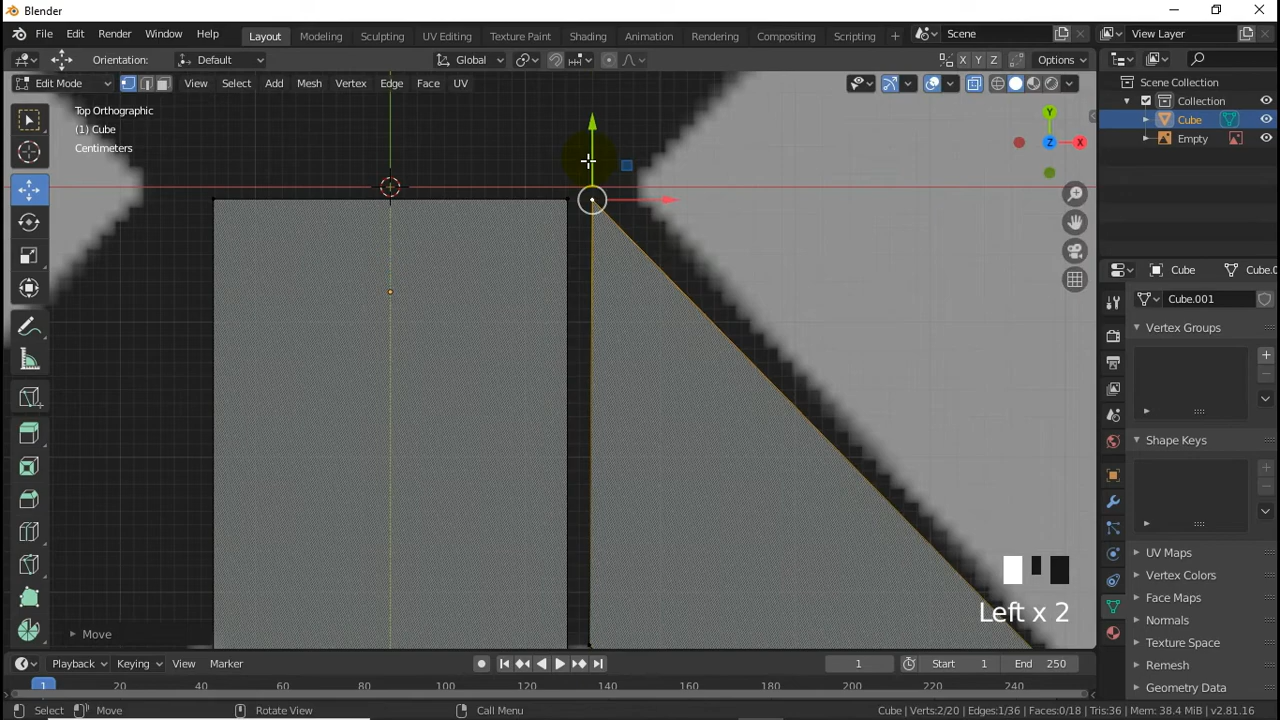 Blender
File Edit Render Window Help Layout Modeling Sculpting UV Editing Texture Paint Shading Animation Rendering Compositing Scripting + Scene View Layer
Orientation: Default Global X Y Z Options
Edit Mode View Select Add Mesh Vertex Edge Face UV
Top Orthographic
(1) Cube
Centimeters
Y
Z X
Scene Collection
Collection
Cube
Empty
Cube Cube.0
Cube.001
Vertex Groups
Shape Keys
UV Maps
Vertex Colors
Face Maps
Normals
Texture Space
Remesh
Geometry Data
Left x 2
Move
Playback Keying View Marker 1 Start 1 End 250
1 20 40 60 80 100 120 140 160 180 200 220 240
Select Move Rotate View Call Menu Cube | Verts:2/20 | Edges:1/36 | Faces:0/18 | Tris:36 | Mem: 38.4 MiB | v2.81.16